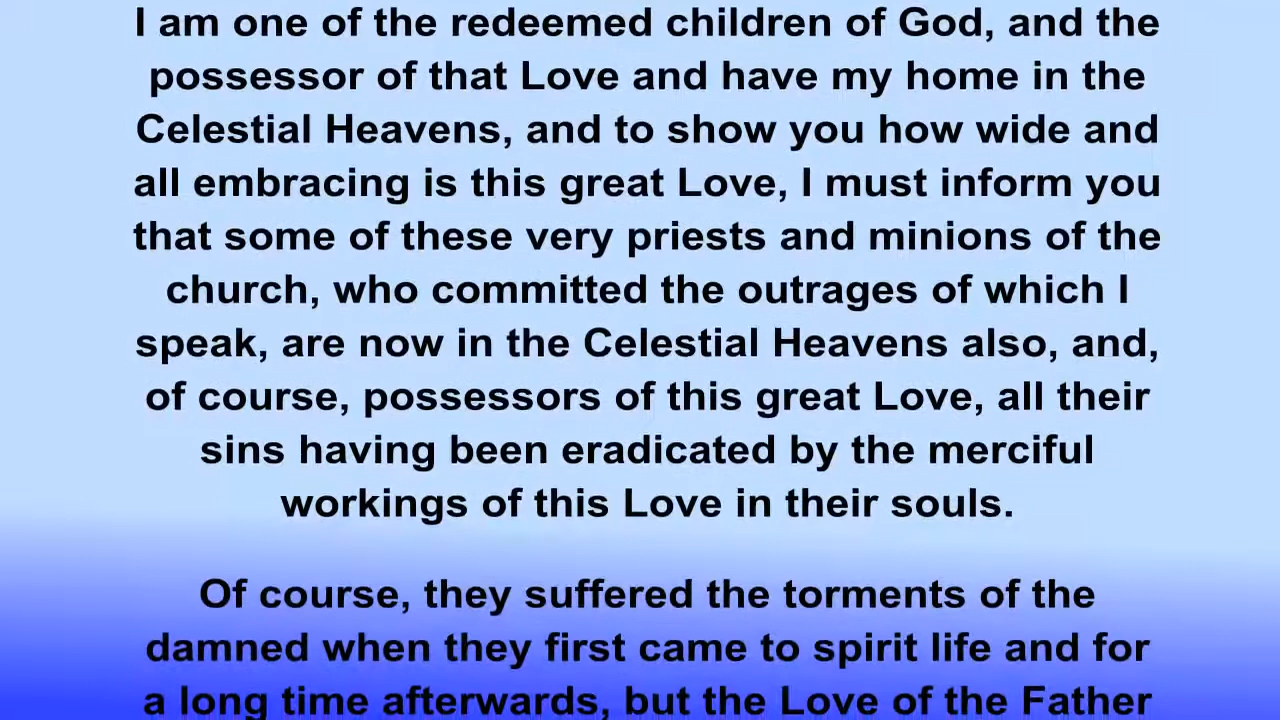 I am one of the redeemed children of God, and the
possessor of that Love and have my home in the
Celestial Heavens, and to show you how wide and
all embracing is this great Love, I must inform you
that some of these very priests and minions of the
church, who committed the outrages of which I
speak, are now in the Celestial Heavens also, and,
of course, possessors of this great Love, all their
sins having been eradicated by the merciful
workings of this Love in their souls.
Of course, they suffered the torments of the
damned when they first came to spirit life and for
a long time afterwards, but the Love of the Father